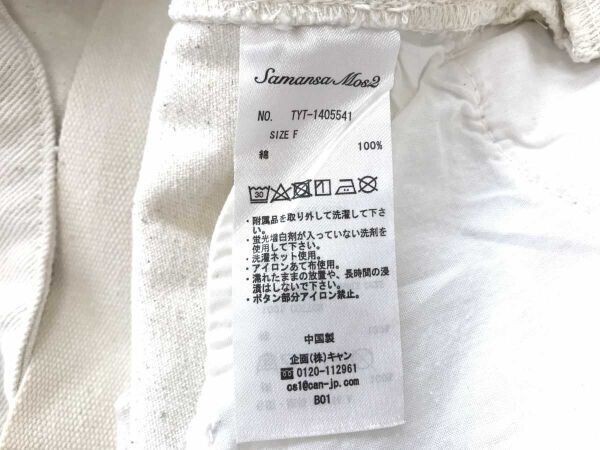 Samansa Mos2
NO. TYT-1405541
SIZE F
綿 100%
30
・附属品を取り外して洗濯して下さ
い。
・蛍光増白剤が入っていない洗剤を
使用して下さい。
・洗濯ネット使用。
・アイロンあて布使用。
・濡れたままの放置や、長時間の浸
漬はしないで下さい。
・ボタン部分アイロン禁止。
中国製
企画(株)キャン
0120-112961
cs1@can-jp.com
B01